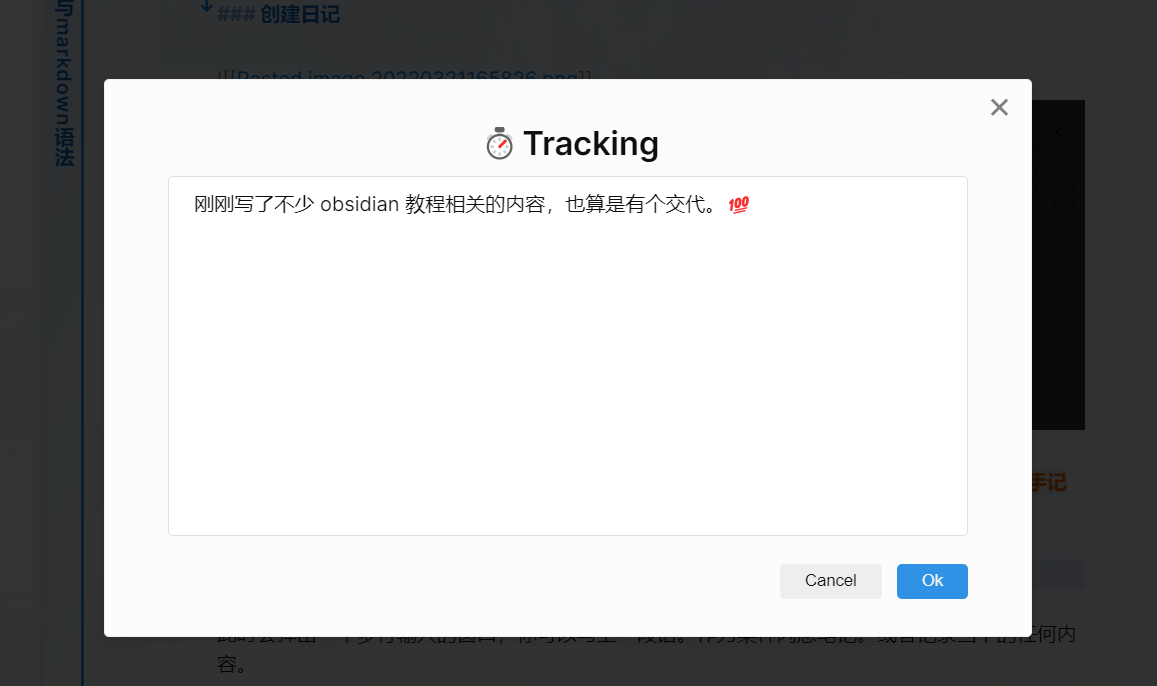 与markdown语法
### 创建日记
![[Pasted image 20220321165826.png]]
⏱ Tracking
刚刚写了不少 obsidian 教程相关的内容，也算是有个交代。💯
手记
Cancel
Ok
容。